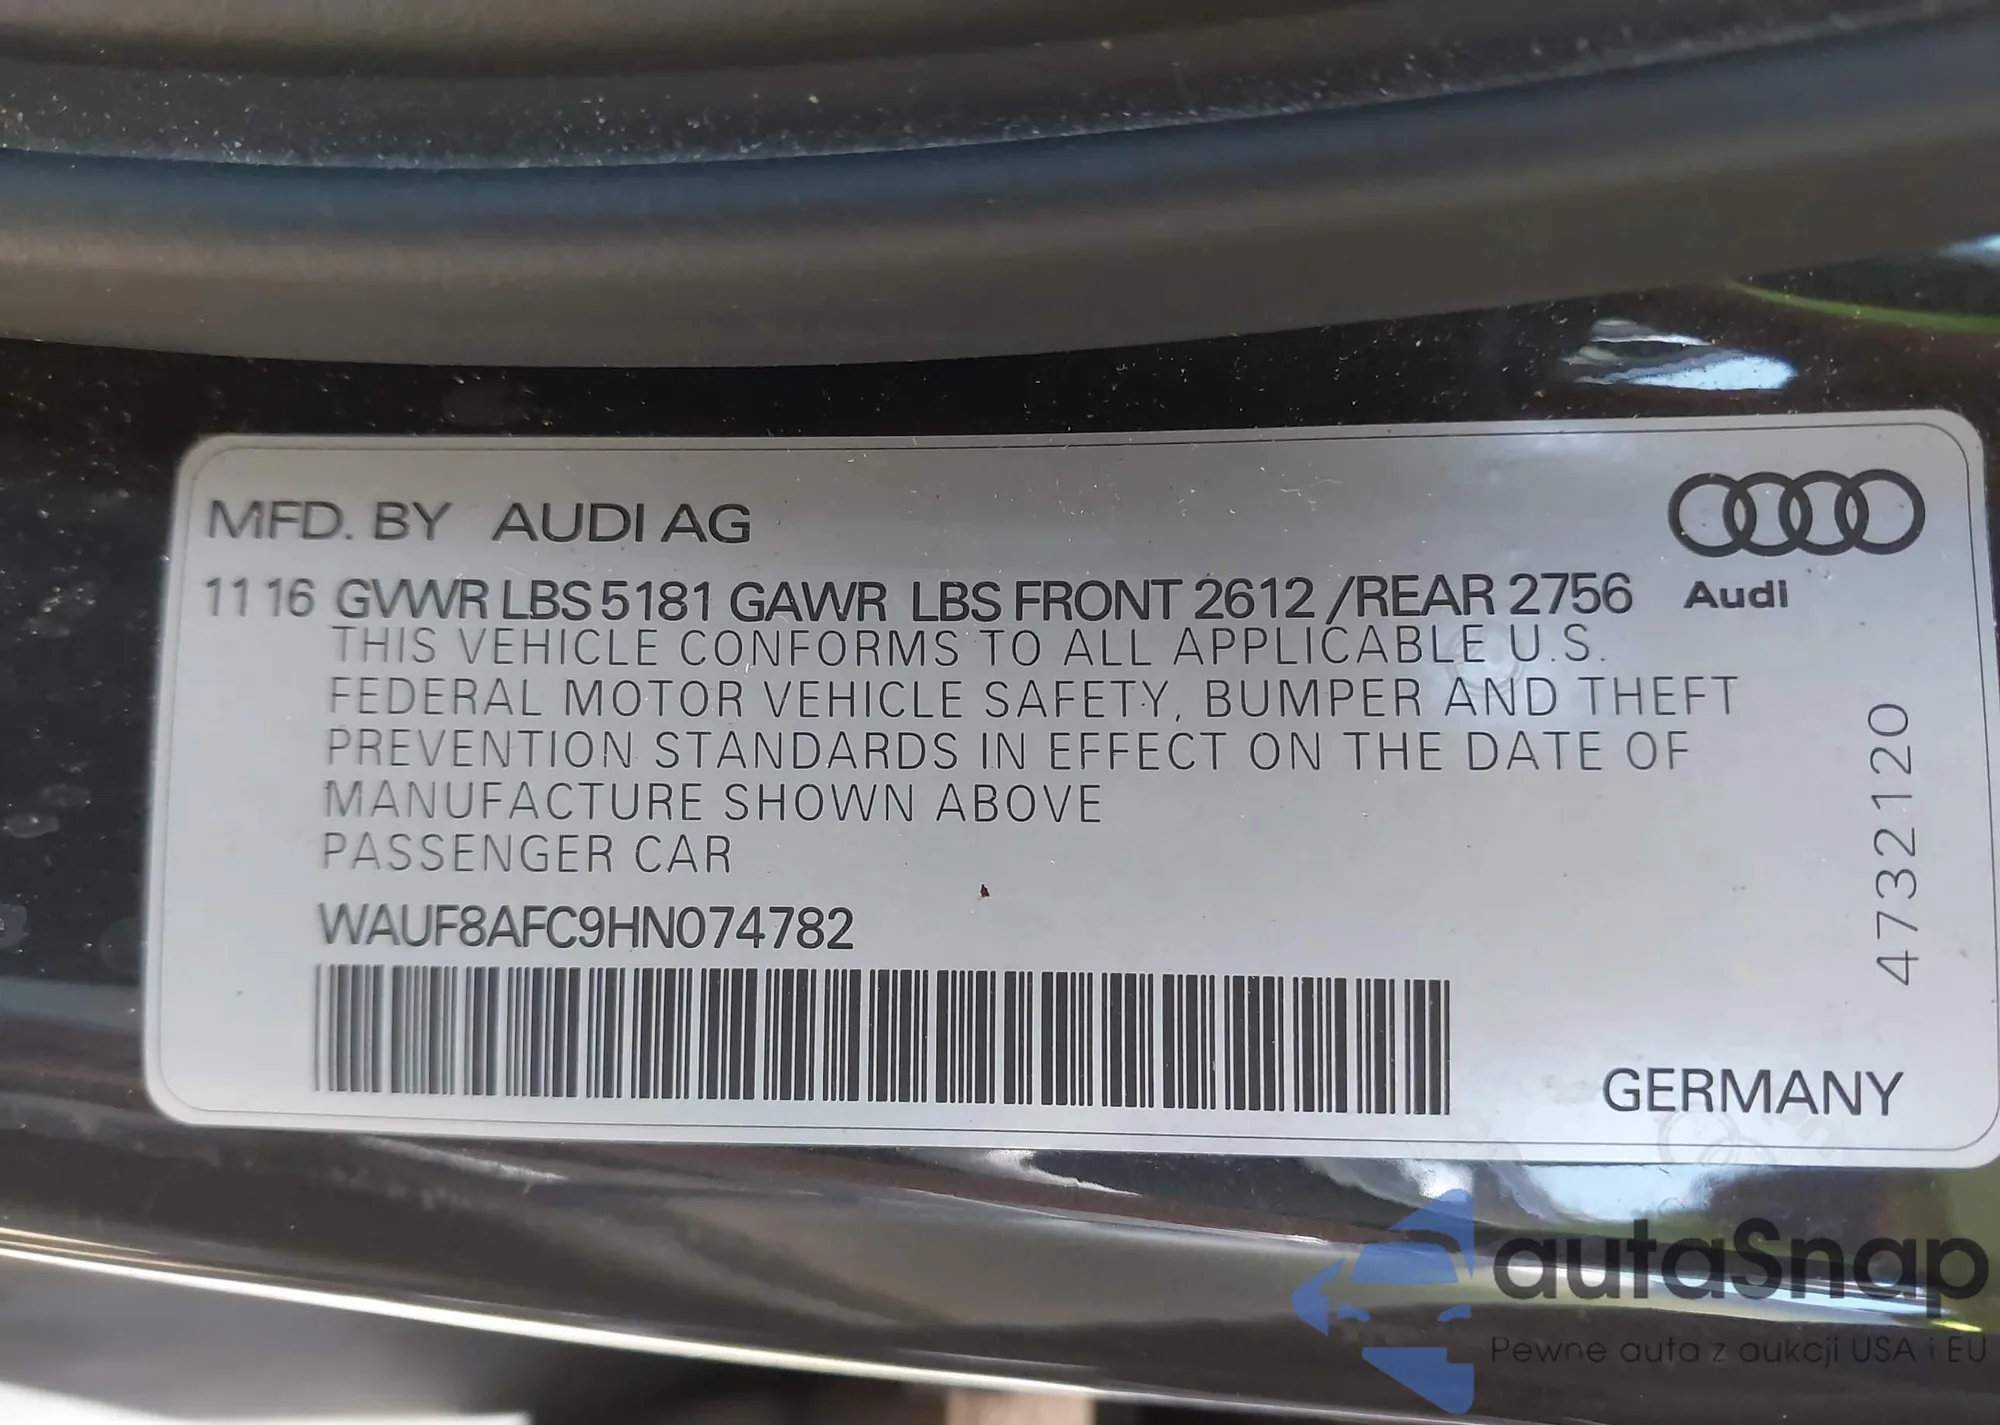 MFD. BY AUDI AG
11 16 GVWR LBS 5181 GAWR LBS FRONT 2612 /REAR 2756
Audi
THIS VEHICLE CONFORMS TO ALL APPLICABLE U.S.
FEDERAL MOTOR VEHICLE SAFETY, BUMPER AND THEFT
PREVENTION STANDARDS IN EFFECT ON THE DATE OF
MANUFACTURE SHOWN ABOVE
PASSENGER CAR
WAUF8AFC9HN074782
4732120
GERMANY
autaSnap
Pewne auta z aukcji USA i EU